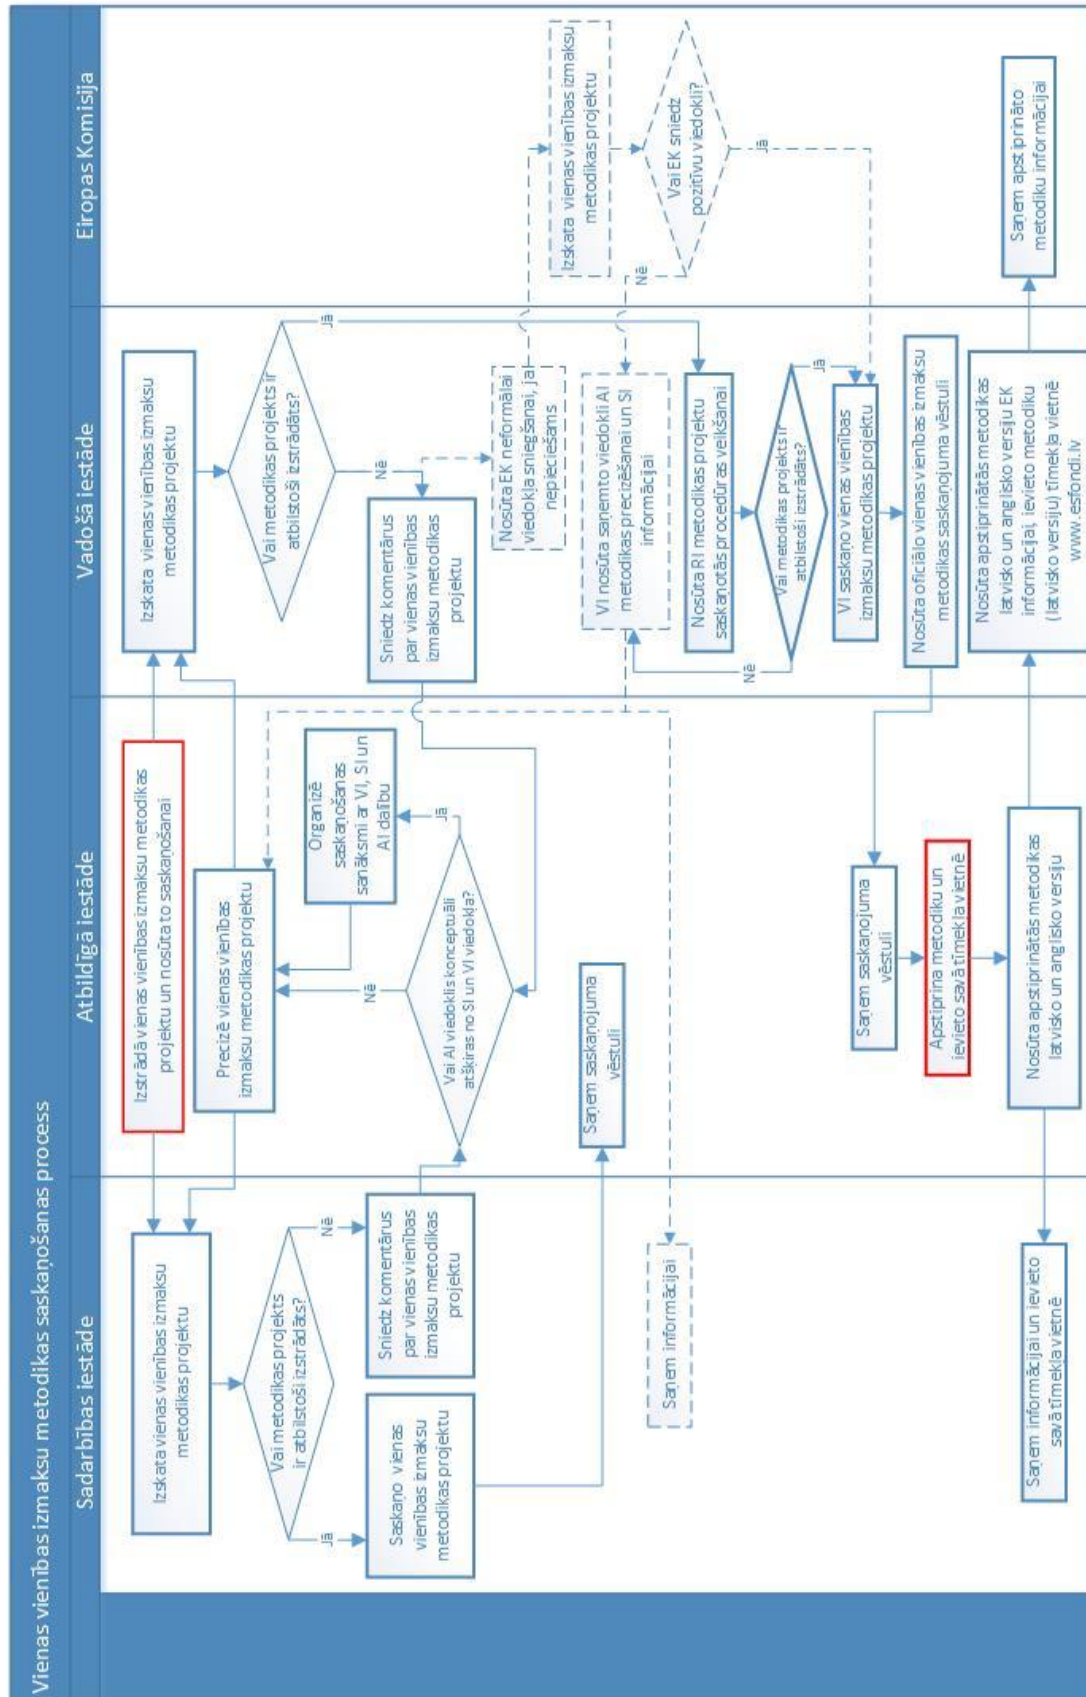 Vienas vienības izmaksu metodikas saskaņošanas process
Sadarbības iestāde
Atbildīgā iestāde
Vadošā iestāde
Eiropas Komisija
Izskata vienas vienības izmaksu
metodikas projektu
Vai metodikas projekts
ir atbilstoši izstrādāts?
Jā
Nē
Saskaņo vienas
vienības izmaksu
metodikas projektu
Sniedz komentārus
par vienas vienības
izmaksu metodikas
projektu
Saņem informācijai
Saņem informācijai un ievieto
savā tīmekļa vietnē
Izstrādā vienas vienības izmaksu metodikas
projektu un nosūta to saskaņošanai
Precizē vienas vienības
izmaksu metodikas projektu
Organizē
saskaņošanas
sanāksmi ar VI, SI un
AI dalību
Nē
Jā
Vai AI viedoklis konceptuāli
atšķiras no SI un VI viedokļa?
Saņem saskaņojuma
vēstuli
Saņem saskaņojuma
vēstuli
Apstiprina metodiku un
ievieto savā tīmekļa vietnē
Nosūta apstiprinātās metodikas
latvisko un anglisko versiju
Izskata vienas vienības izmaksu
metodikas projektu
Vai metodikas projekts ir
atbilstoši izstrādāts?
Nē
Jā
Sniedz komentārus
par vienas vienības
izmaksu metodikas
projektu
Nosūta EK neformālai
viedokļa sniegšanai, ja
nepieciešams
VI nosūta saņemto viedokli AI
metodikas precizēšanai un SI
informācijai
Nosūta RI metodikas projektu
saskaņotās procedūras veikšanai
Vai metodikas projekts ir
atbilstoši izstrādāts?
Nē
Jā
VI saskaņo vienas vienības
izmaksu metodikas projektu
Nosūta oficiālo vienas vienības izmaksu
metodikas saskaņojuma vēstuli
Nosūta apstiprinātās metodikas
latvisko un anglisko versiju EK
informācijai, ievieto metodiku
(latvisko versiju) tīmekļa vietnē
www.esfondi.lv
Izskata vienas vienības izmaksu
metodikas projektu
Vai EK sniedz
pozitīvu viedokli?
Nē
Jā
Saņem apstiprināto
metodiku informācijai